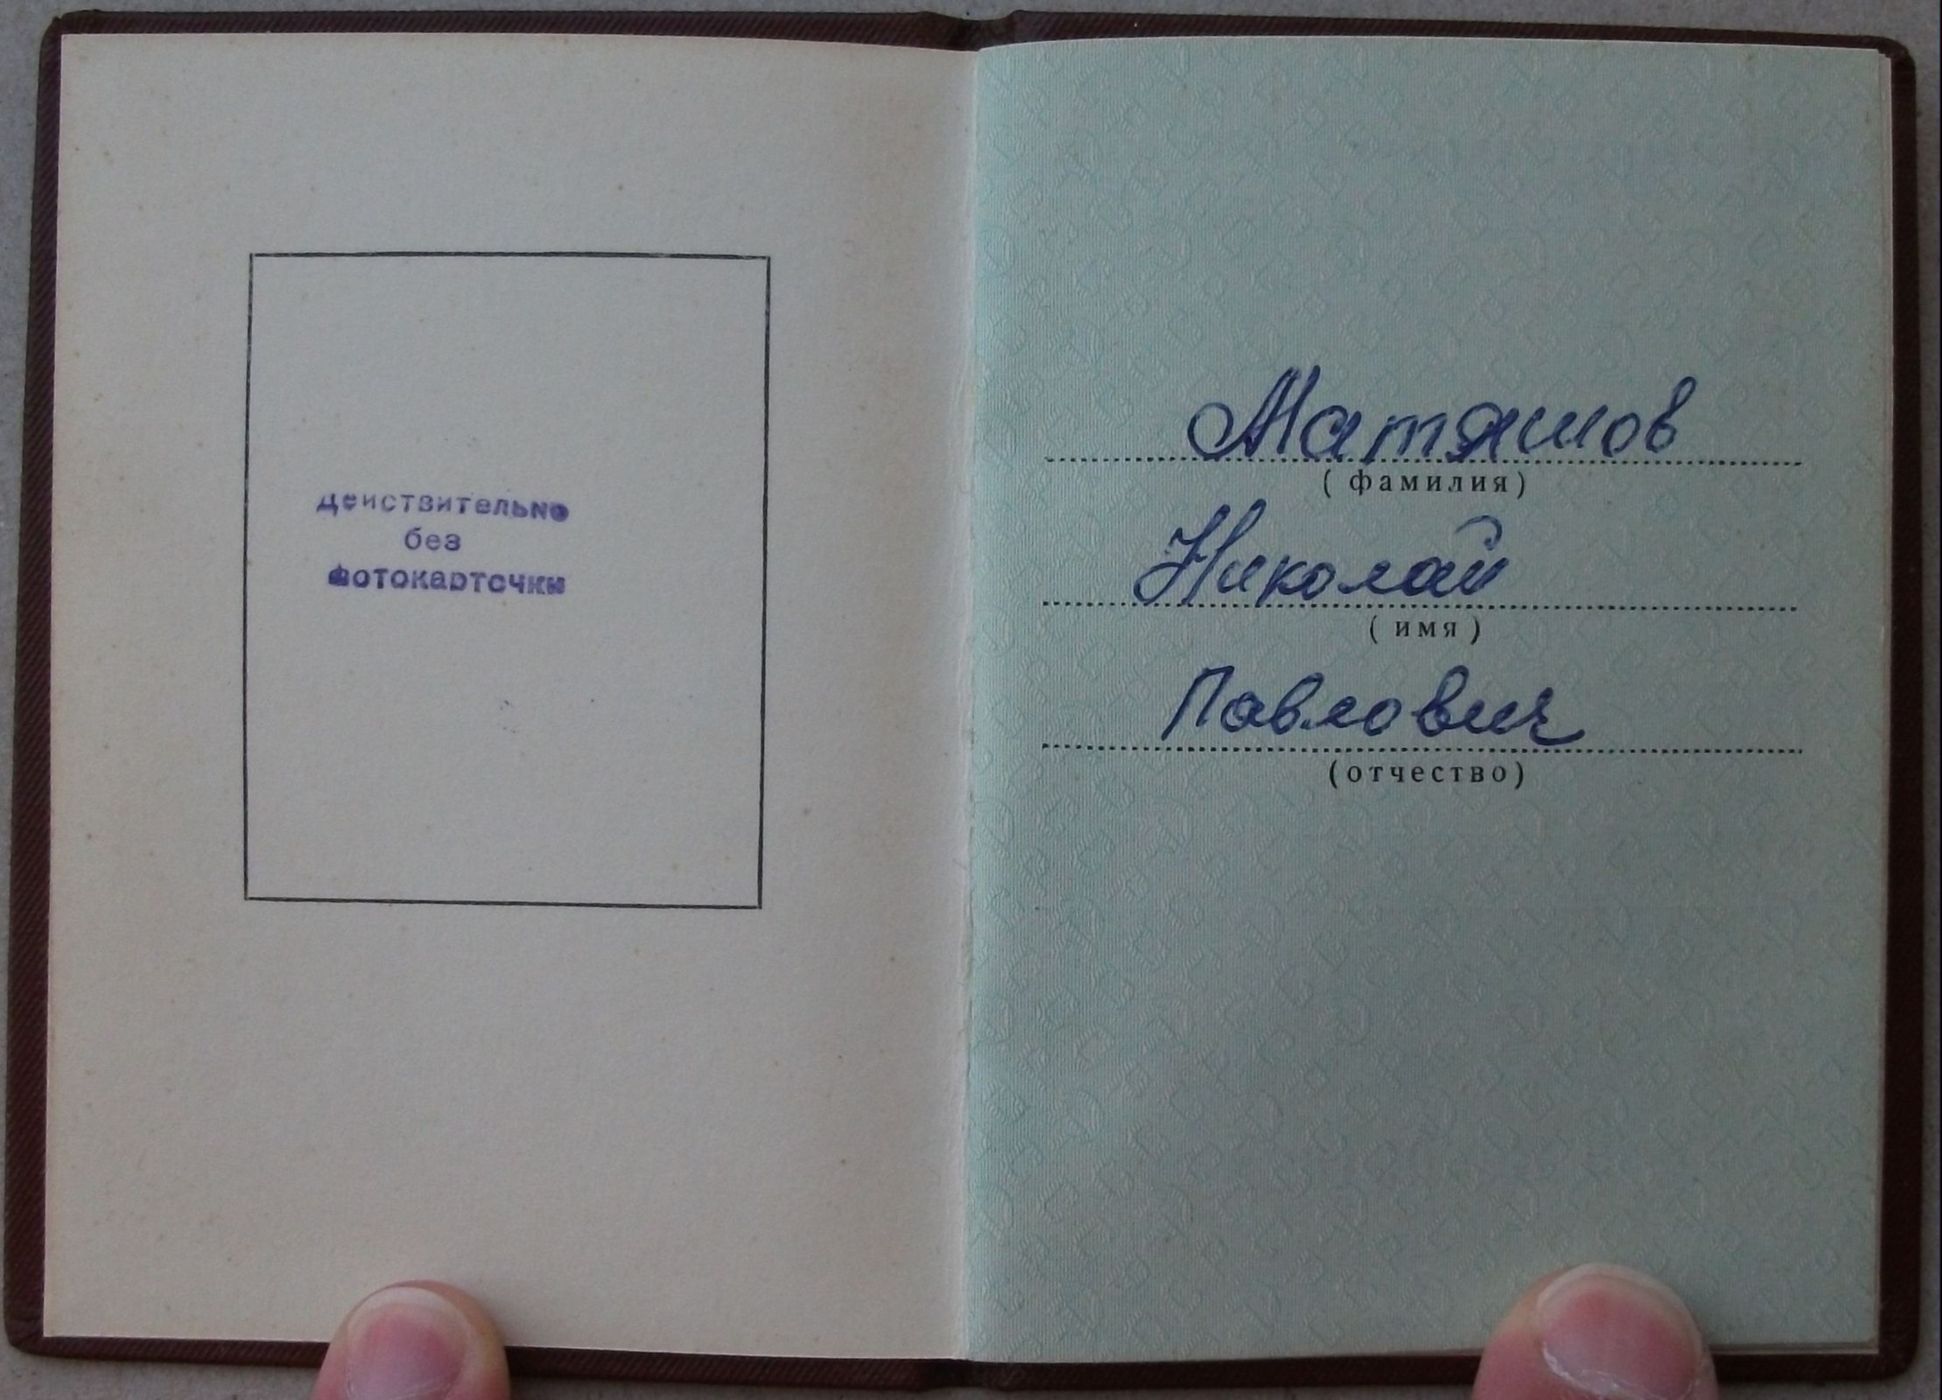 действительно
без
фотокарточки
Матяшов
(фамилия)
Николай
(имя)
Павлович
(отчество)